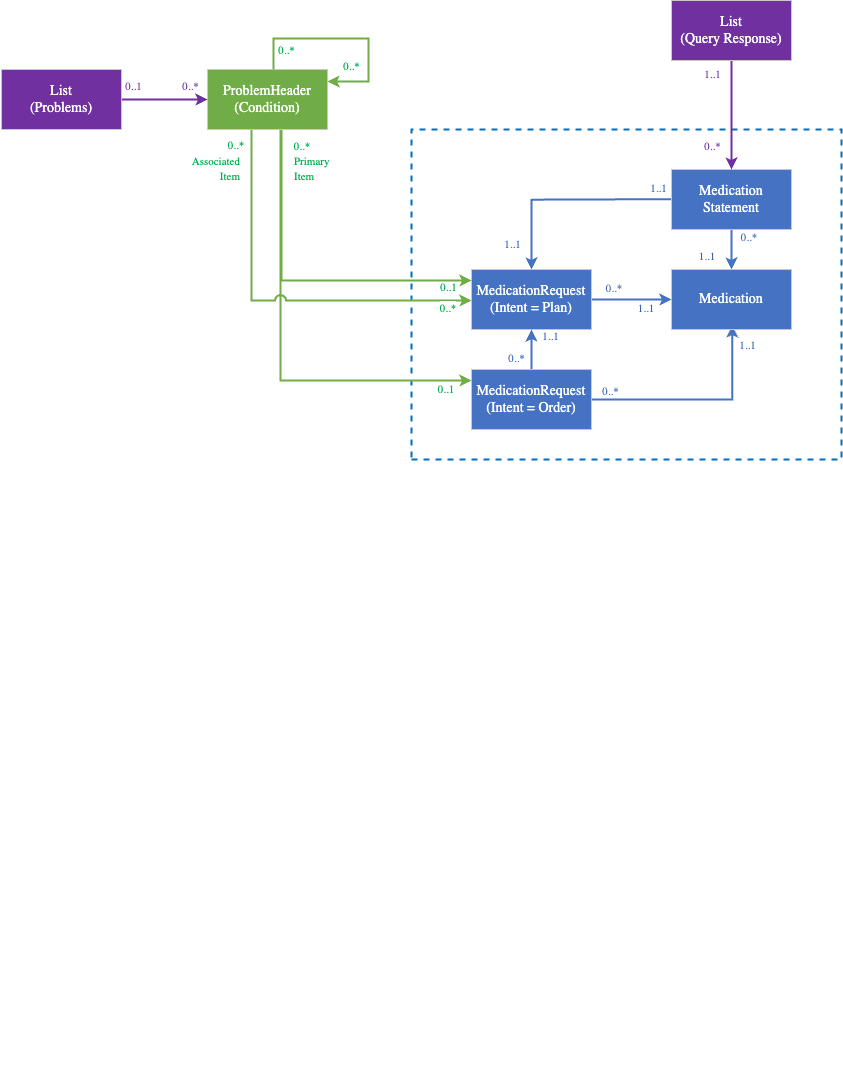 List
(Query Response)
1..1
0..*
0..*
List
(Problems)
0..1
0..*
ProblemHeader
(Condition)
0..*
Associated
Item
0..*
Primary
Item
0..*
Medication
Statement
1..1
1..1
0..*
1..1
MedicationRequest
(Intent = Plan)
0..1
0..*
0..*
1..1
Medication
1..1
0..*
1..1
MedicationRequest
(Intent = Order)
0..1
0..*